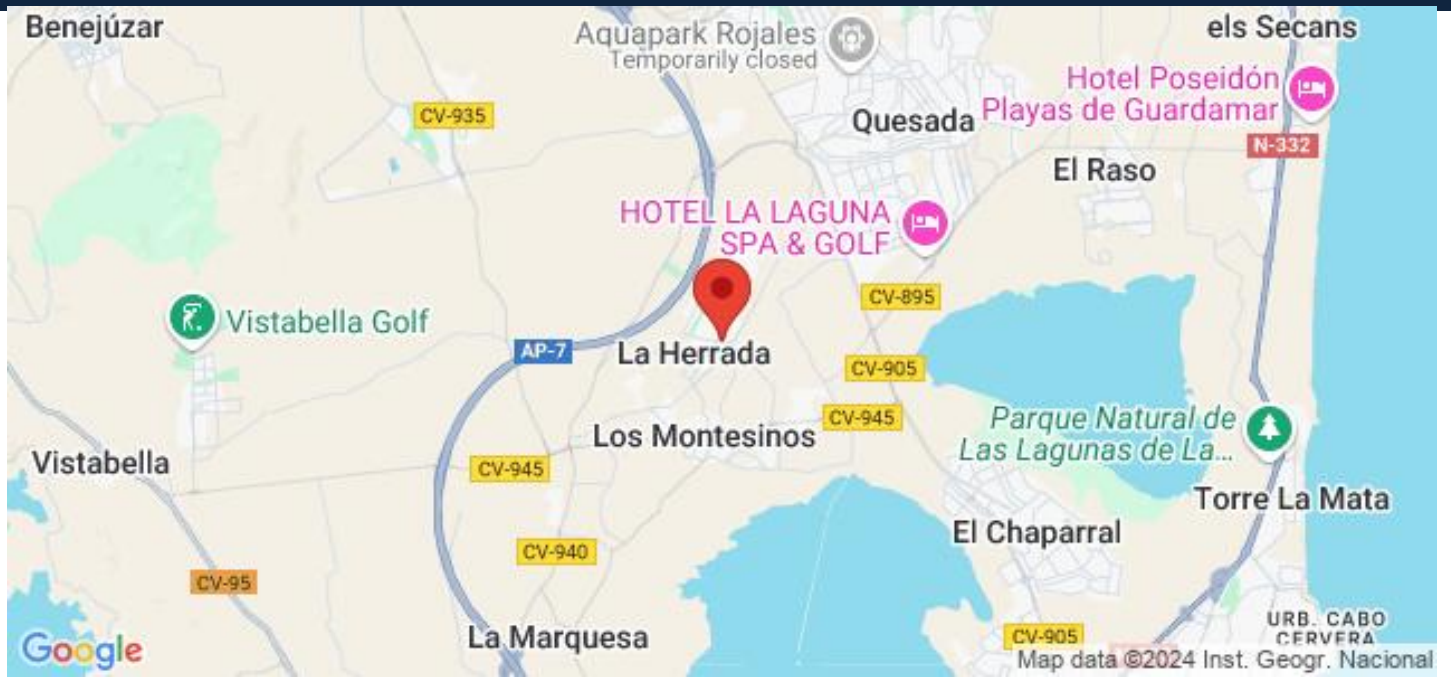 Benejúzar
Aquapark Rojales
Temporarily closed
els Secans
Hotel Poseidón
Playas de Guardamar
CV-935
Quesada
N-332
El Raso
HOTEL LA LAGUNA
SPA & GOLF
CV-895
Vistabella Golf
AP-7
La Herrada
CV-905
CV-945
Parque Natural de
Las Lagunas de La...
Los Montesinos
Vistabella
CV-945
Torre La Mata
El Chaparral
CV-940
CV-95
URB. CABO
CERVERA
La Marquesa
CV-905
Google
Map data ©2024 Inst. Geogr. Nacional